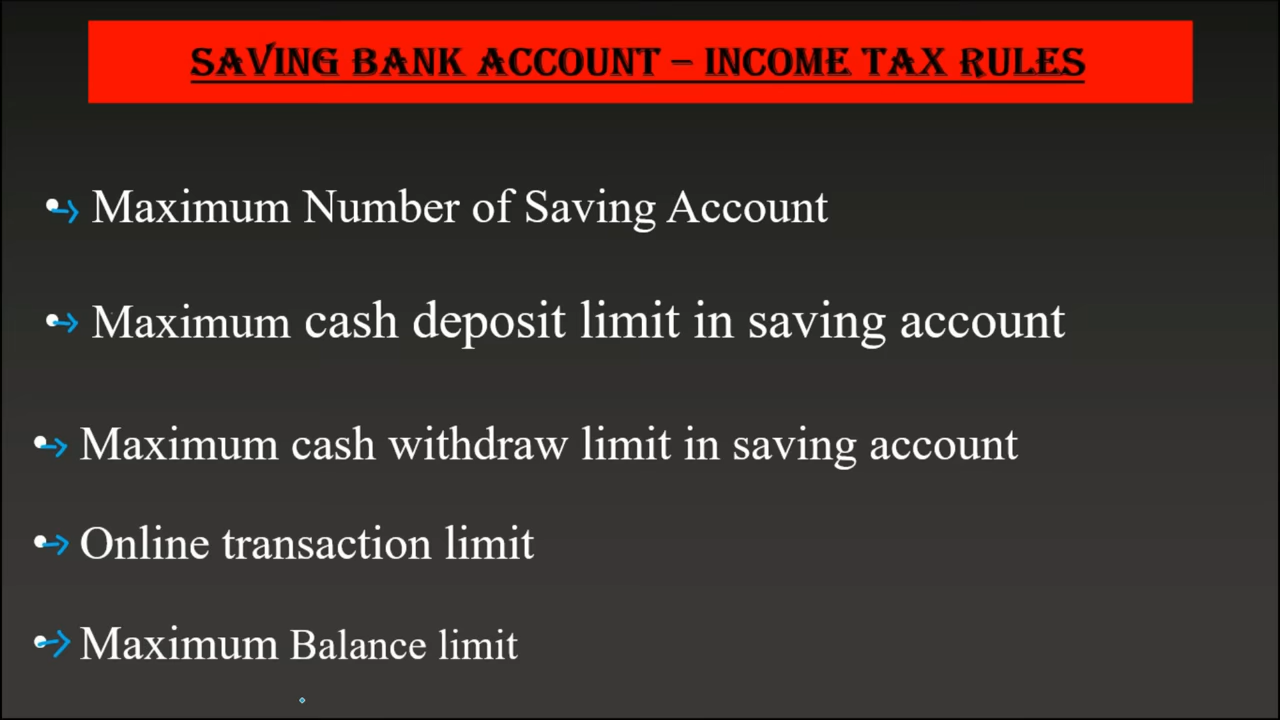 SAVING BANK ACCOUNT – INCOME TAX RULES
Maximum Number of Saving Account
Maximum cash deposit limit in saving account
Maximum cash withdraw limit in saving account
Online transaction limit
Maximum Balance limit